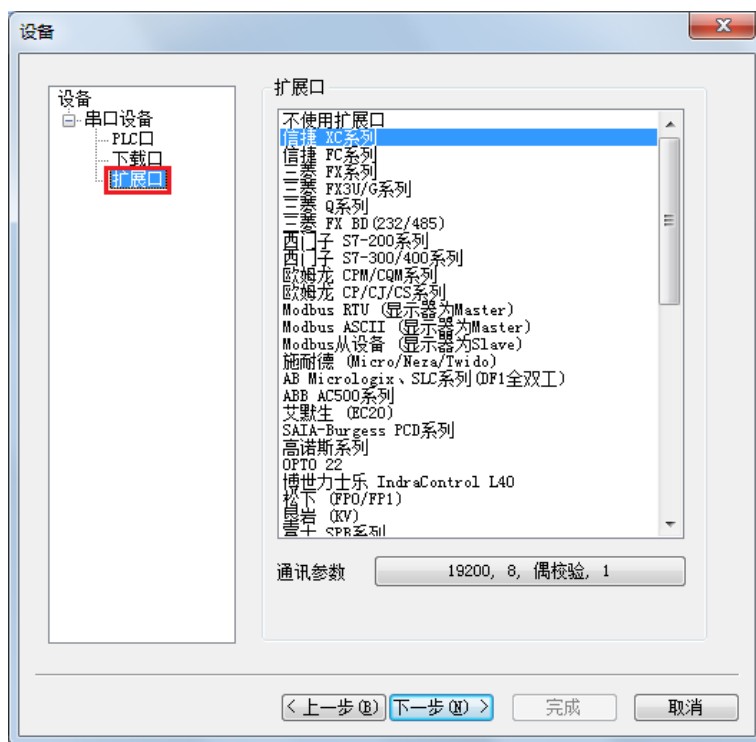 设备
设备
串口设备
PLC口
下载口
扩展口
扩展口
不使用扩展口
信捷 XC系列
信捷 FC系列
三菱 FX系列
三菱 FX3U/G系列
三菱 Q系列
三菱 FX BD(232/485)
西门子 S7-200系列
西门子 S7-300/400系列
欧姆龙 CPM/CQM系列
欧姆龙 CP/CJ/CS系列
Modbus RTU (显示器为Master)
Modbus ASCII (显示器为Master)
Modbus从设备 (显示器为Slave)
施耐德 (Micro/Neza/Twido)
AB Micrologix、SLC系列(DF1全双工)
ABB AC500系列
艾默生 (EC20)
SAIA-Burgess PCD系列
高诺斯系列
OPTO 22
博世力士乐 IndraControl L40
松下 (FP0/FP1)
(KV)
SPB系列
通讯参数
19200, 8, 偶校验, 1
< 上一步(B)
下一步(N) >
完成
取消